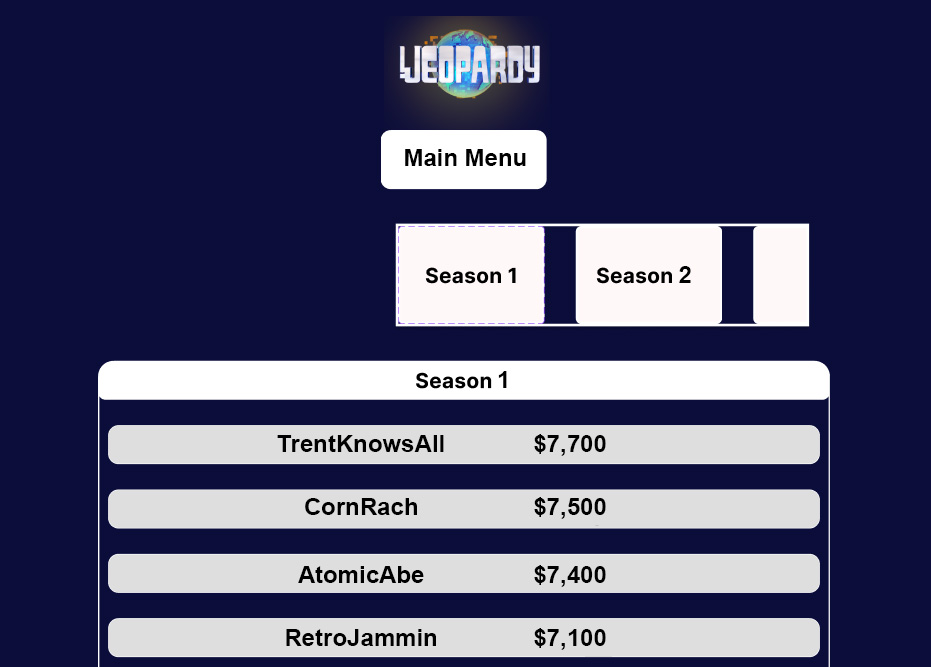 JEOPARDY
Main Menu
Season 1
Season 2
Season 1
TrentKnowsAll $7,700
CornRach $7,500
AtomicAbe $7,400
RetroJammin $7,100